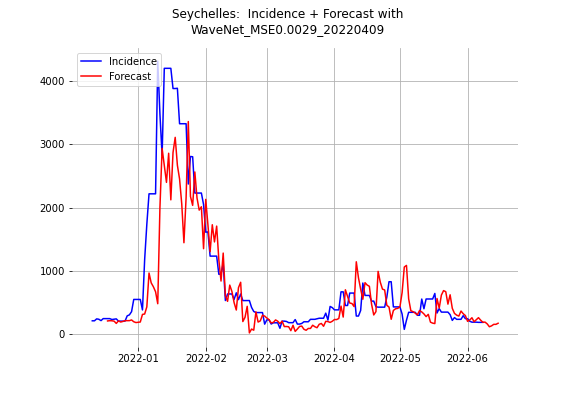 Seychelles:  Incidence + Forecast with
WaveNet_MSE0.0029_20220409
Incidence
Forecast
4000
3000
2000
1000
0
2022-01
2022-02
2022-03
2022-04
2022-05
2022-06